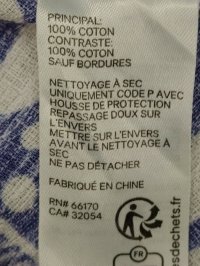 PRINCIPAL:
100% COTON
CONTRASTE:
100% COTON
SAUF BORDURES
NETTOYAGE À SEC
UNIQUEMENT CODE P AVEC
HOUSSE DE PROTECTION
REPASSAGE DOUX SUR
L'ENVERS
METTRE SUR L'ENVERS
AVANT LE NETTOYAGE À
SEC
NE PAS DÉTACHER
FABRIQUÉ EN CHINE
RN# 66170
CA# 32054
FR
esdechets.fr